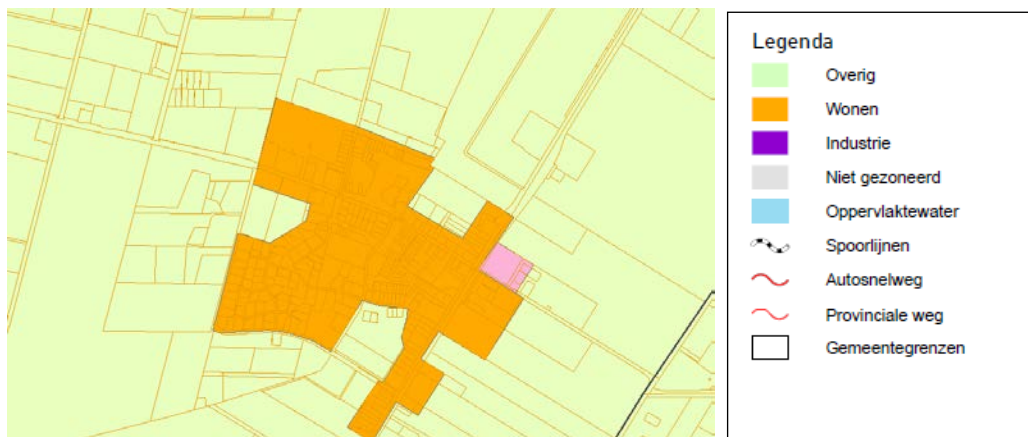 Legenda
Overig
Wonen
Industrie
Niet gezoneerd
Oppervlaktewater
Spoorlijnen
Autosnelweg
Provinciale weg
Gemeentegrenzen